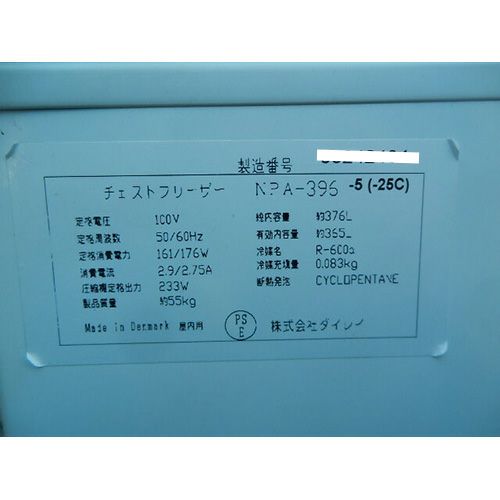 製造番号
チェストフリーザー NPA-396 -5 (-25C)
定格電圧 100V
定格周波数 50/60Hz
定格消費電力 161/176W
消費電流 2.9/2.75A
圧縮機定格出力 233W
製品質量 約55kg
総内容量 約376L
有効内容量 約365L
冷媒名 R-600a
冷媒充填量 0.083kg
断熱発泡 CYCLOPENTANE
Made in Denmark 屋内用 PS E 株式会社ダイレイ